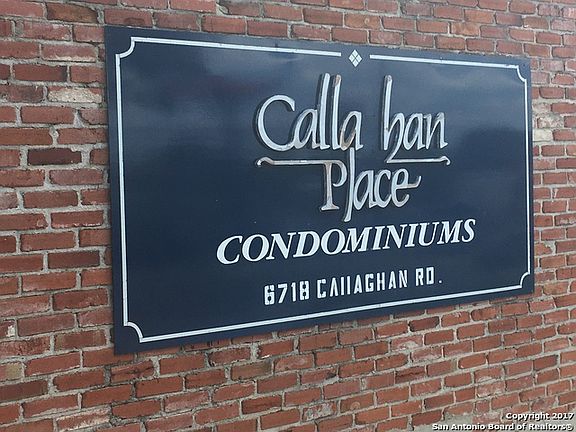 Calla han
Place
CONDOMINIUMS
6718 CAllAGHAN RD.
Copyright 2017
San Antonio Board of Realtors